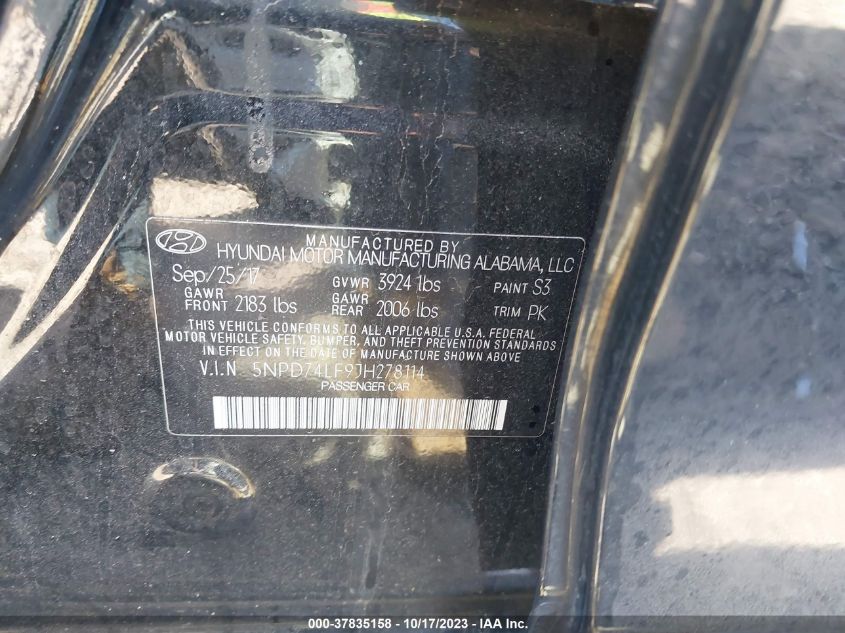 MANUFACTURED BY
HYUNDAI MOTOR MANUFACTURING ALABAMA, LLC
Sep/25/17 GVWR 3924 lbs PAINT S3
GAWR FRONT 2183 lbs GAWR REAR 2006 lbs TRIM PK
THIS VEHICLE CONFORMS TO ALL APPLICABLE U.S.A. FEDERAL
MOTOR VEHICLE SAFETY, BUMPER, AND THEFT PREVENTION STANDARDS
IN EFFECT ON THE DATE OF MANUFACTURE SHOWN ABOVE
V.I.N 5NPD74LF9JH278114
PASSENGER CAR
000-37835158 - 10/17/2023 - IAA Inc.